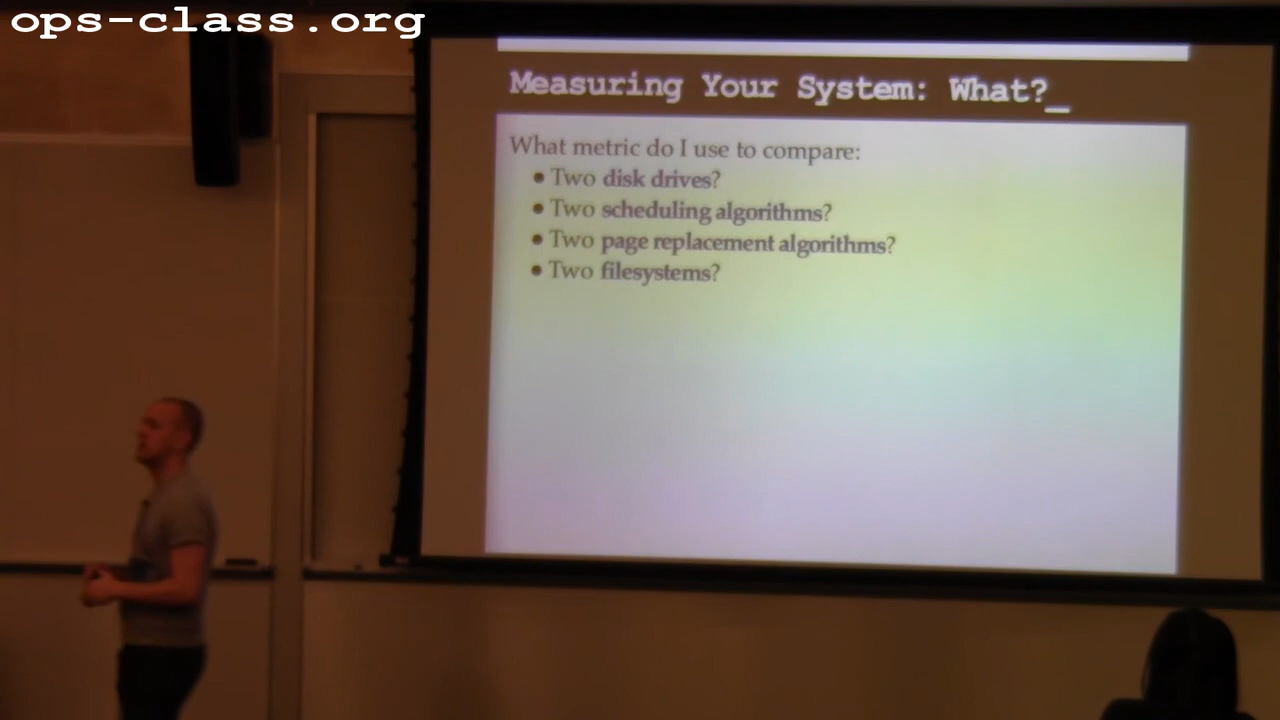 ops-class.org
Measuring Your System: What?_
What metric do I use to compare:
• Two disk drives?
• Two scheduling algorithms?
• Two page replacement algorithms?
• Two filesystems?